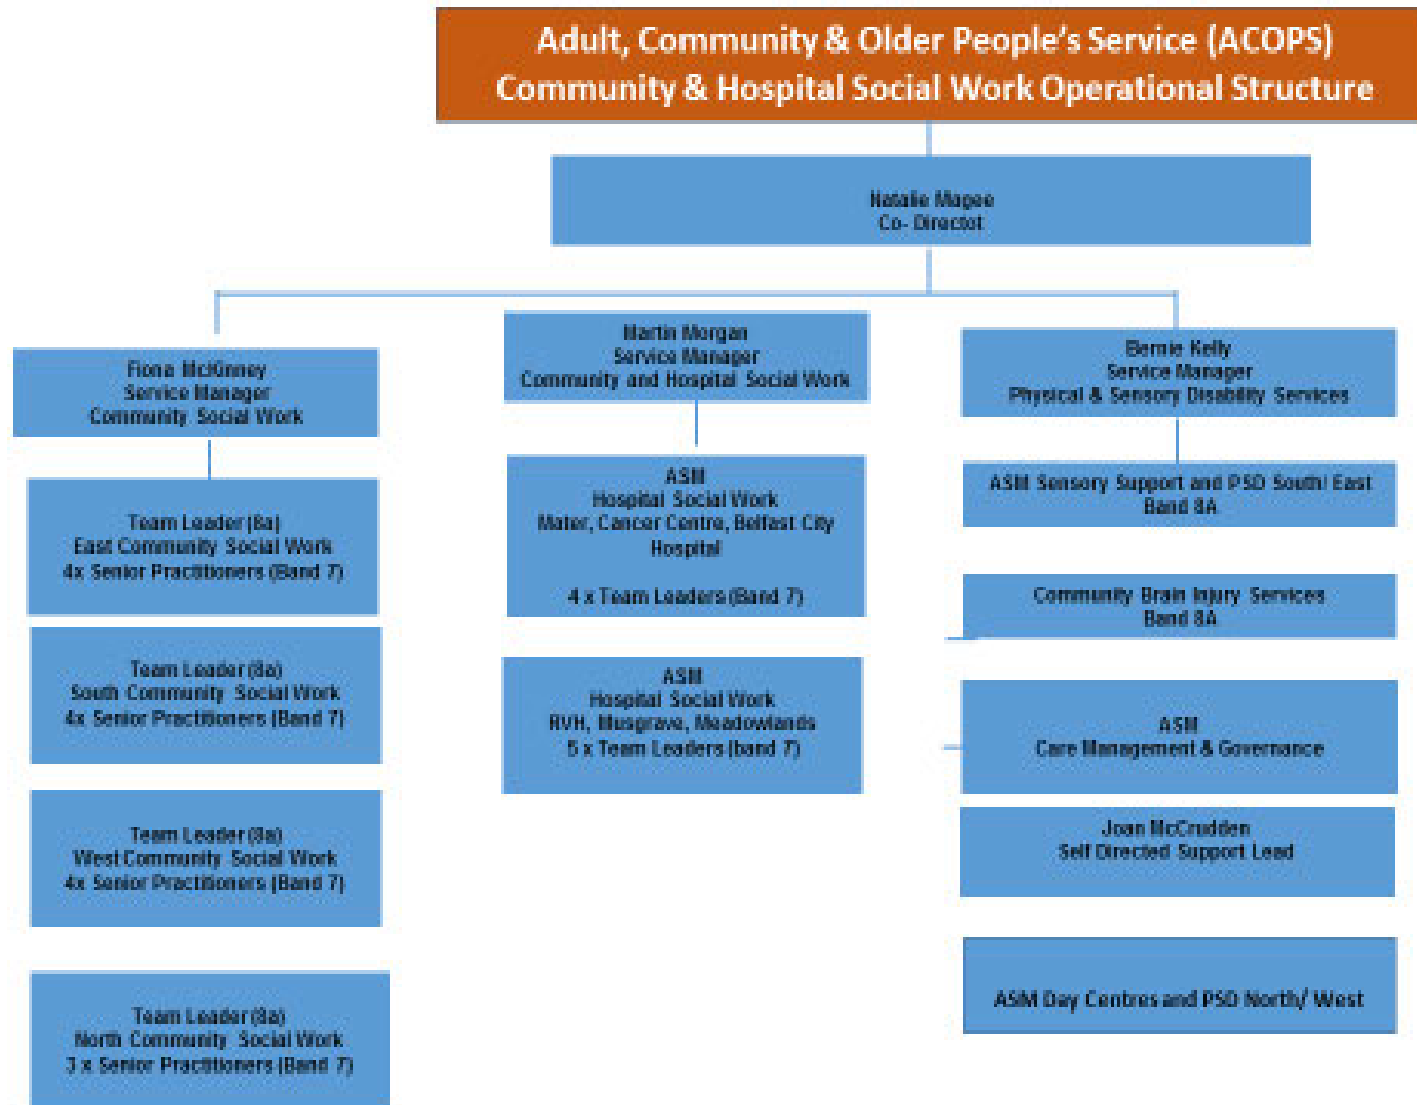 Adult, Community & Older People's Service (ACOPS)
Community & Hospital Social Work Operational Structure
Natalie Magee
Co- Directot
Fiona McKinney
Service Manager
Community Social Work
Team Leader (8a)
East Community Social Work
4x Senior Practitioners (Band 7)
Team Leader (8a)
South Community Social Work
4x Senior Practitioners (Band 7)
Team Leader (8a)
West Community Social Work
4x Senior Practitioners (Band 7)
Team Leader (8a)
North Community Social Work
3 x Senior Practitioners (Band 7)
Martin Morgan
Service Manager
Community and Hospital Social Work
ASM
Hospital Social Work
Mater, Cancer Centre, Belfast City
Hospital
4 x Team Leaders (Band 7)
ASM
Hospital Social Work
RVH, Musgrave, Meadowlands
5 x Team Leaders (band 7)
Bernie Kelly
Service Manager
Physical & Sensory Disability Services
ASM Sensory Support and PSD South/ East
Band 8A
Community Brain Injury Services
Band 8A
ASM
Care Management & Governance
Joan McCrudden
Self Directed Support Lead
ASM Day Centres and PSD North/ West